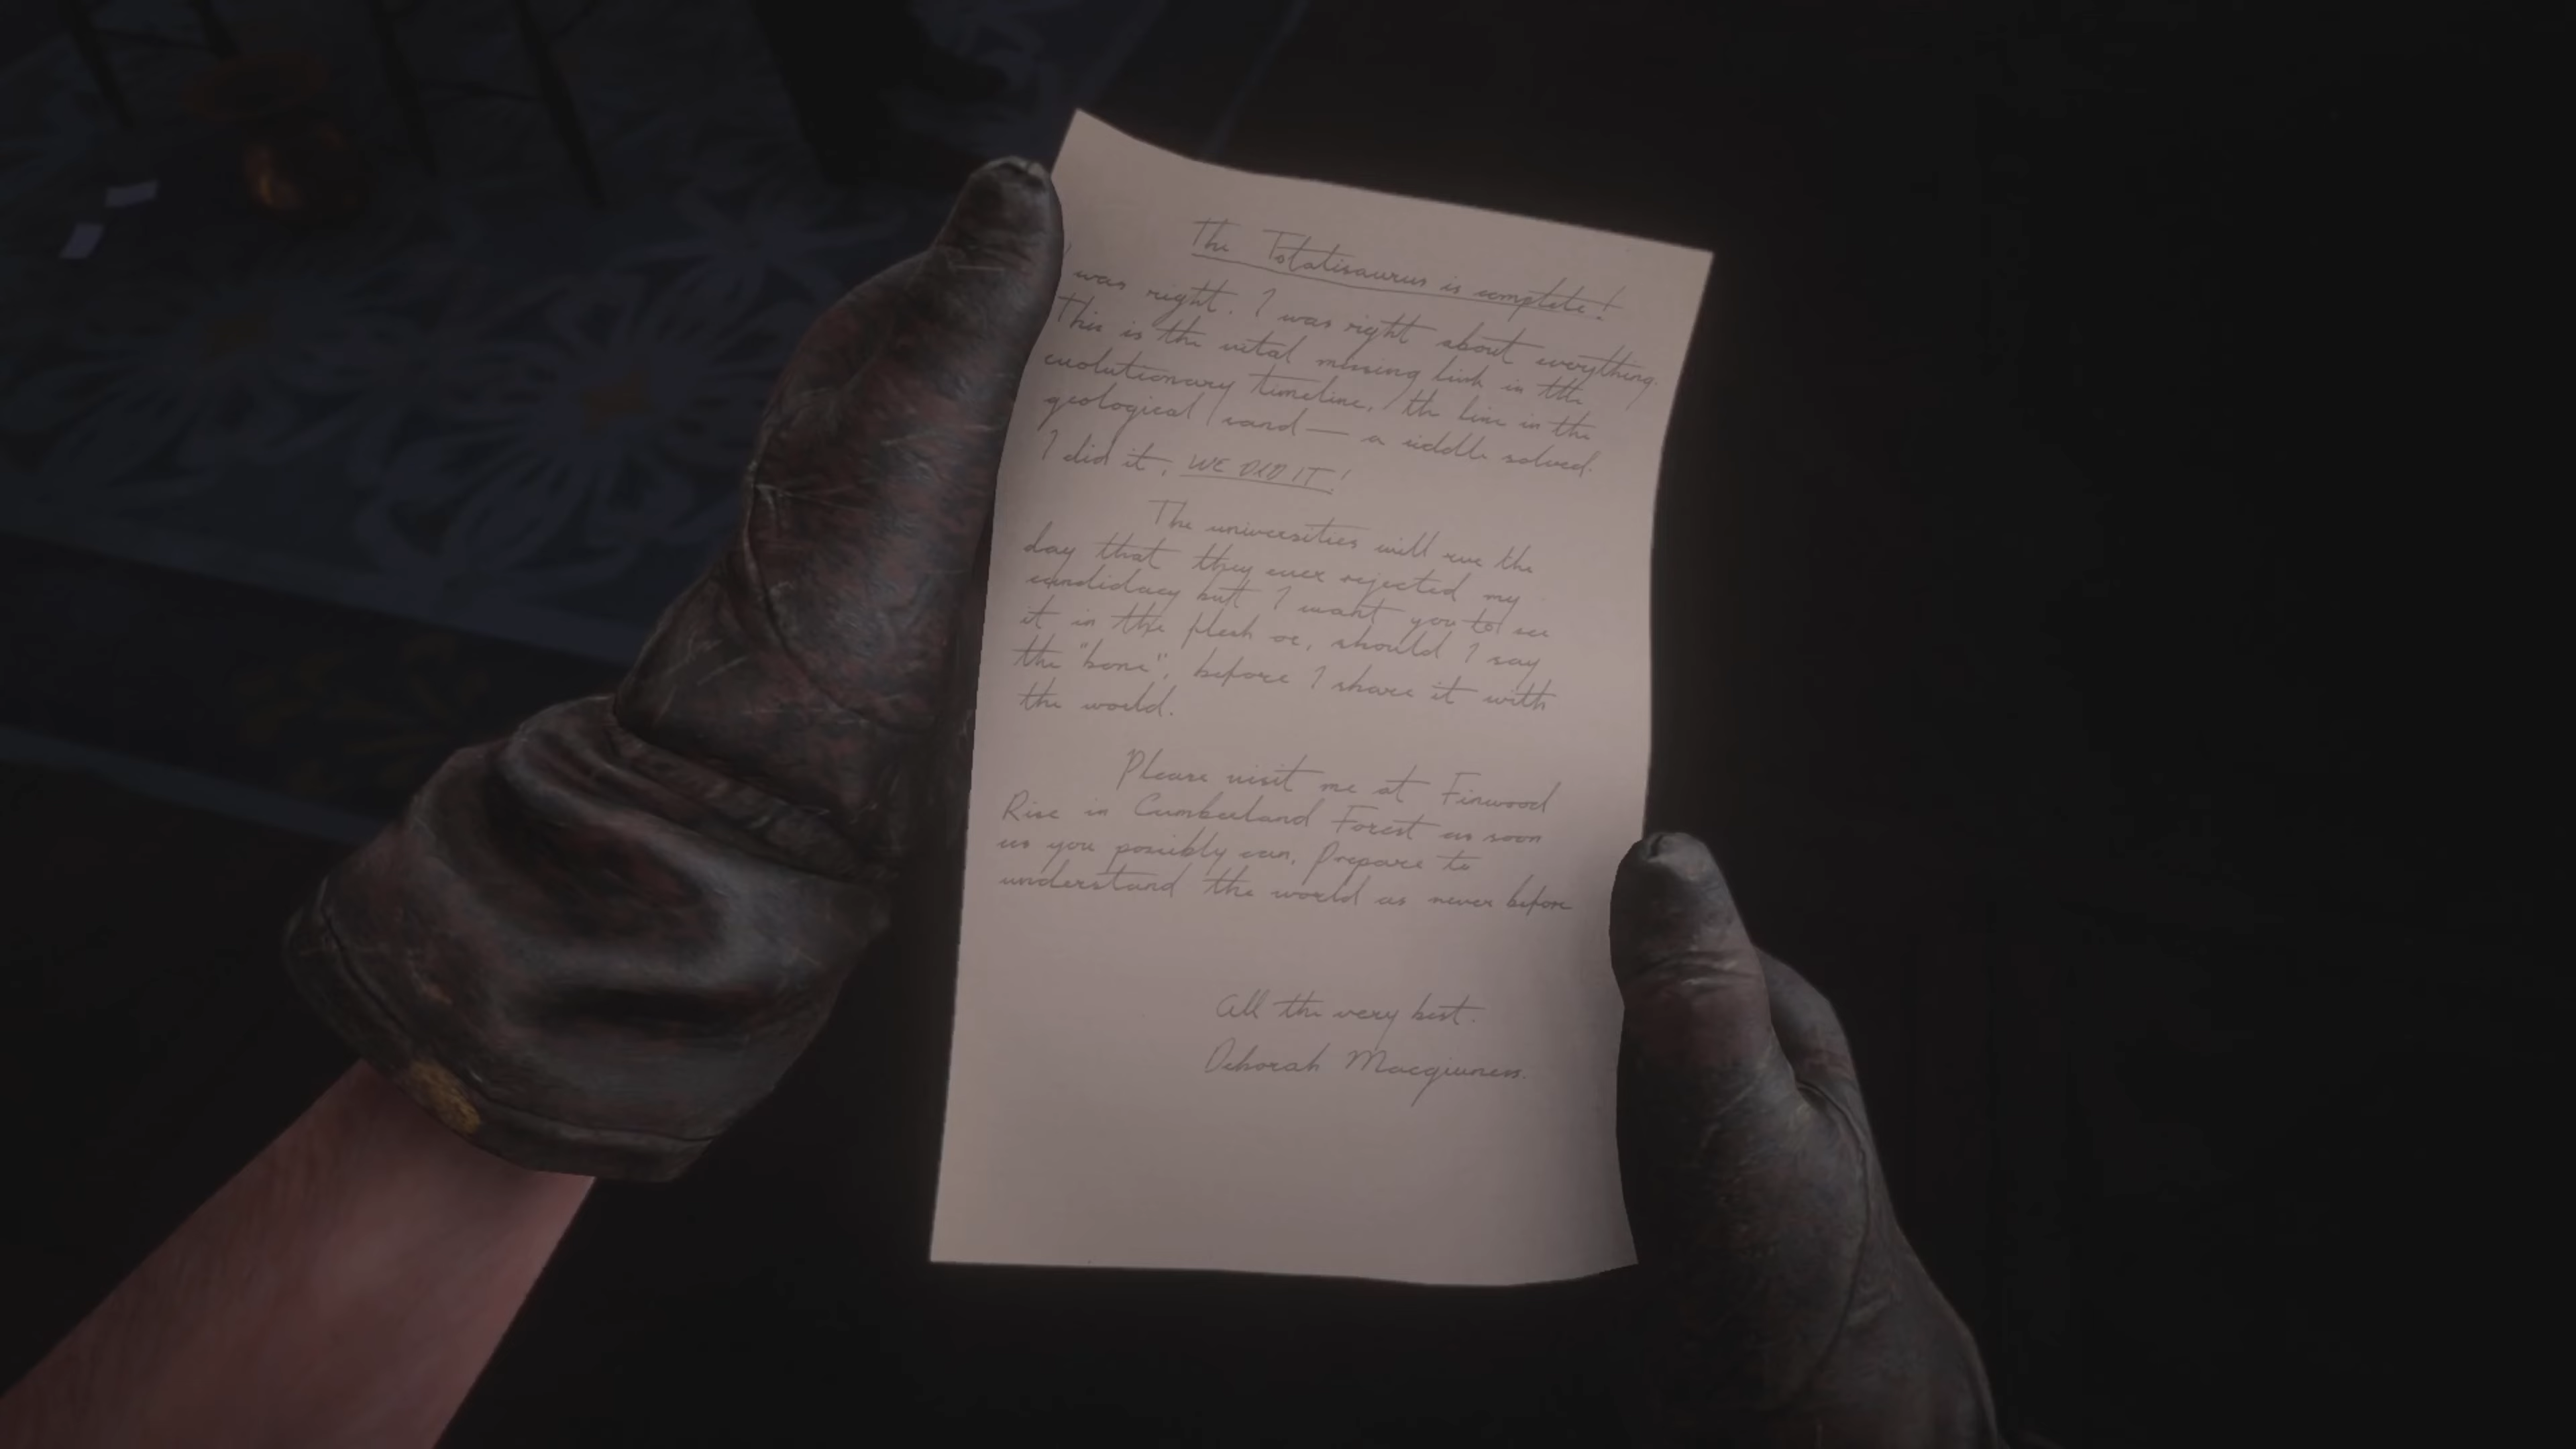 The Totalisaurus is complete!
was right. I was right about everything.
This is the vital missing link in the
evolutionary timeline, the line in the
geological sand — a riddle solved.
I did it, WE DID IT!
The universities will rue the
day that they ever rejected my
candidacy but I want you to see
it in the flesh or, should I say
the "bone", before I share it with
the world.
Please visit me at Firwood
Rise in Cumberland Forest as soon
as you possibly can. Prepare to
understand the world as never before
All the very best.
Deborah Macguiness.